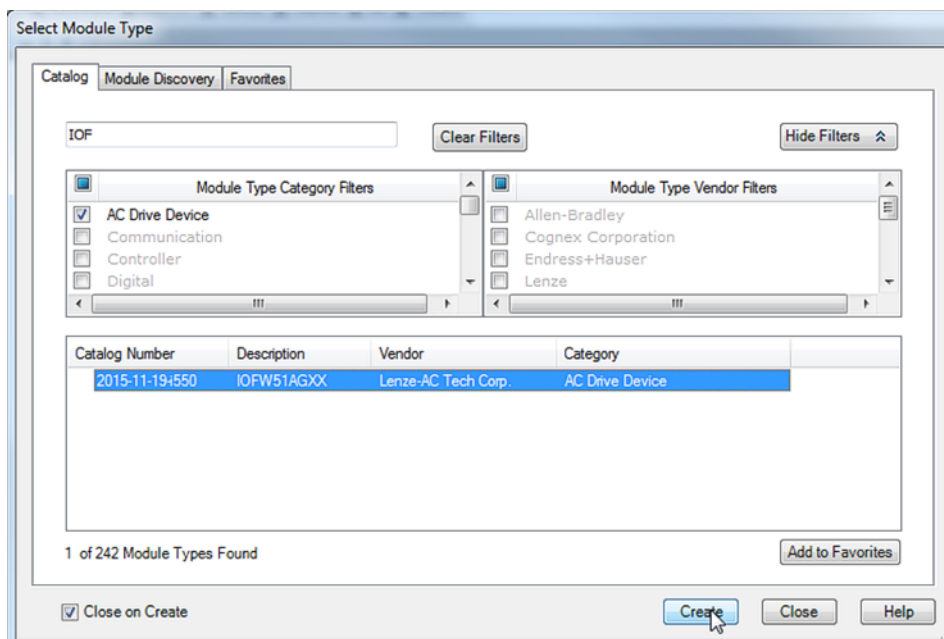 Select Module Type
Catalog Module Discovery Favorites
IOF Clear Filters Hide Filters
Module Type Category Filters Module Type Vendor Filters
AC Drive Device Allen-Bradley
Communication Cognex Corporation
Controller Endress+Hauser
Digital Lenze
Catalog Number Description Vendor Category
2015-11-19-i550 IOFW51AGXX Lenze-AC Tech Corp. AC Drive Device
1 of 242 Module Types Found Add to Favorites
Close on Create Create Close Help